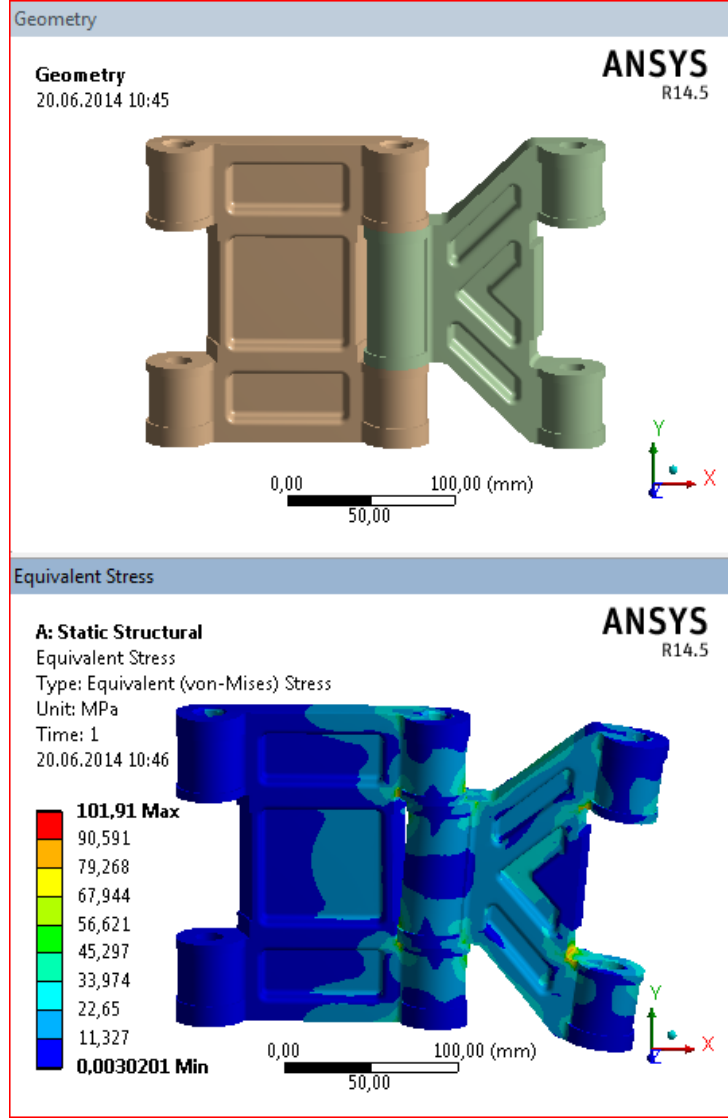 Geometry
Geometry
20.06.2014 10:45
ANSYS
R14.5
0,00 100,00 (mm)
50,00
Y
X
Z
Equivalent Stress
A: Static Structural
Equivalent Stress
Type: Equivalent (von-Mises) Stress
Unit: MPa
Time: 1
20.06.2014 10:46
ANSYS
R14.5
101,91 Max
90,591
79,268
67,944
56,621
45,297
33,974
22,65
11,327
0,0030201 Min
0,00 100,00 (mm)
50,00
Y
X
Z